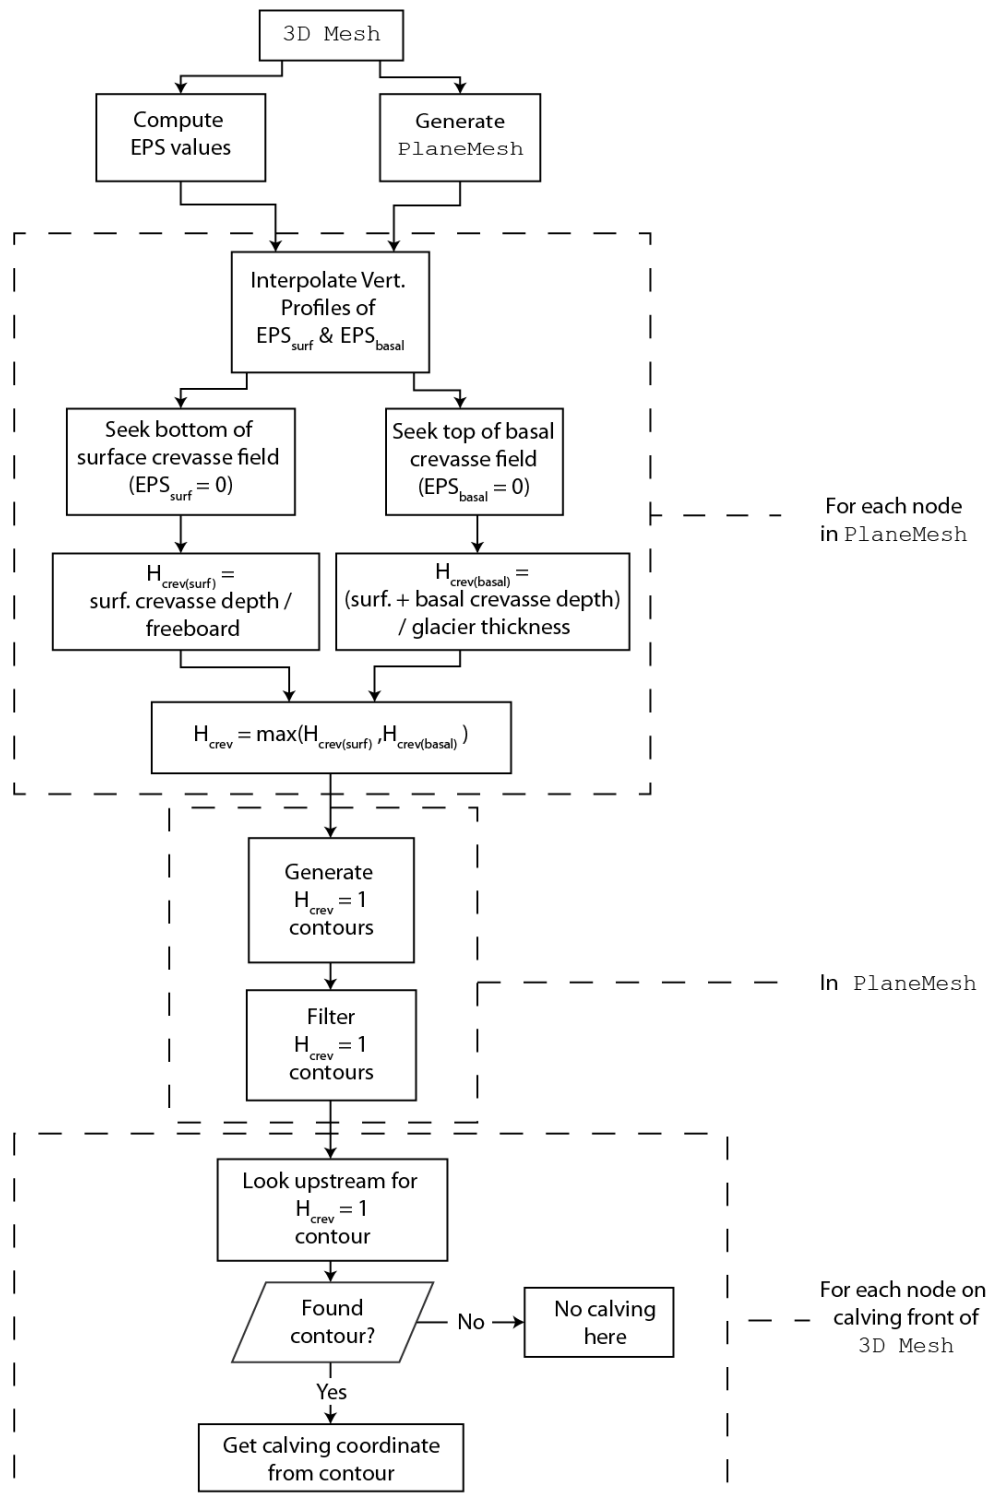 3D Mesh
Compute
EPS values
Generate
PlaneMesh
Interpolate Vert.
Profiles of
EPSsurf & EPSbasal
Seek bottom of
surface crevasse field
(EPSsurf = 0)
Seek top of basal
crevasse field
(EPSbasal = 0)
For each node
in PlaneMesh
Hcrev(surf) =
surf. crevasse depth /
freeboard
Hcrev(basal) =
(surf. + basal crevasse depth)
/ glacier thickness
Hcrev = max(Hcrev(surf) ,Hcrev(basal) )
Generate
Hcrev = 1
contours
In PlaneMesh
Filter
Hcrev = 1
contours
Look upstream for
Hcrev = 1
contour
Found
contour?
No
No calving
here
For each node on
calving front of
3D Mesh
Yes
Get calving coordinate
from contour